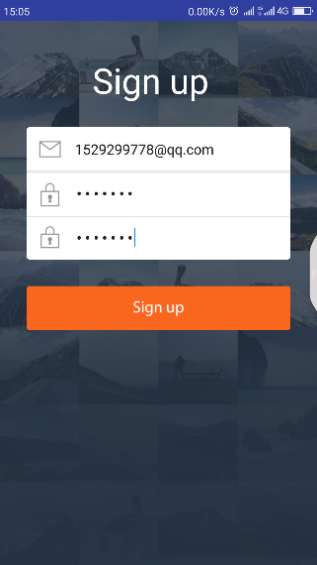 15:05
0.00K/s 4G
Sign up
1529299778@qq.com
•••••••
•••••••
Sign up